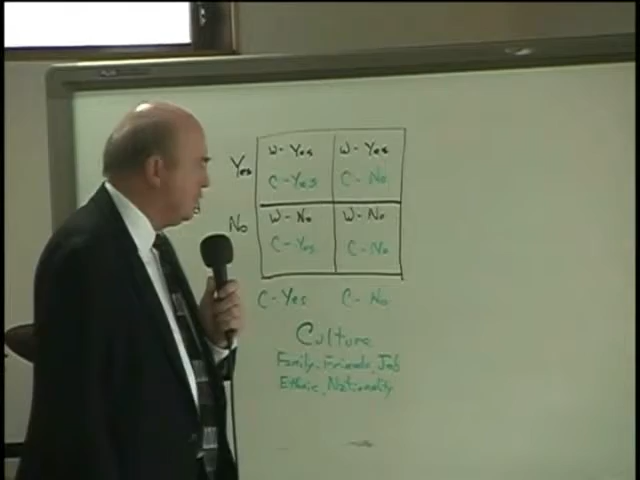 Yes W-Yes W-Yes
C-Yes C-No
No W-No W-No
C-Yes C-No
C-Yes C-No
Culture
Family, Friends, Job
Ethnic, Nationality